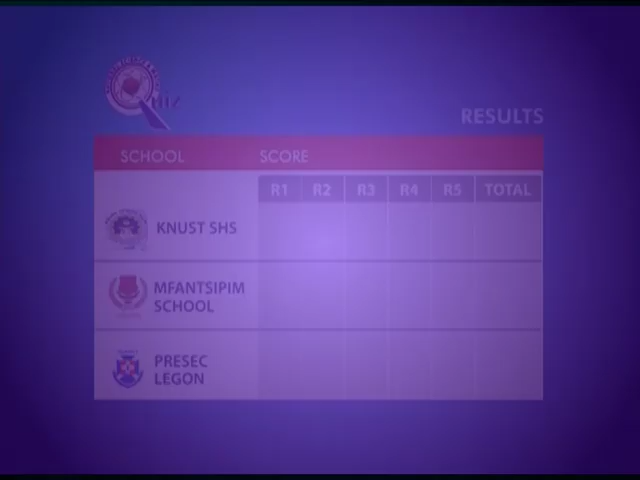 RESULTS
SCHOOL SCORE
R1 R2 R3 R4 R5 TOTAL
KNUST SHS
MFANTSIPIM
SCHOOL
PRESEC
LEGON